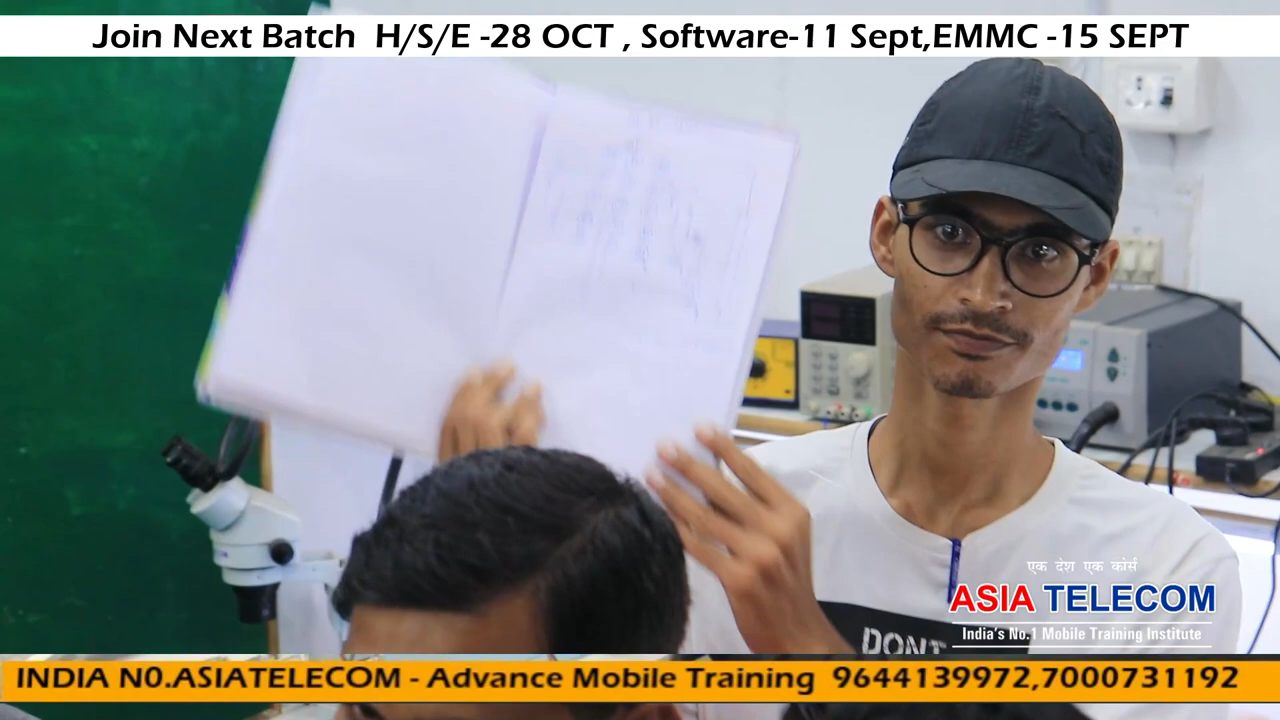 Join Next Batch  H/S/E -28 OCT , Software-11 Sept,EMMC -15 SEPT
DONT
एक देश एक कोर्स
ASIA TELECOM
India's No.1 Mobile Training Institute
INDIA N0.ASIATELECOM - Advance Mobile Training  9644139972,7000731192